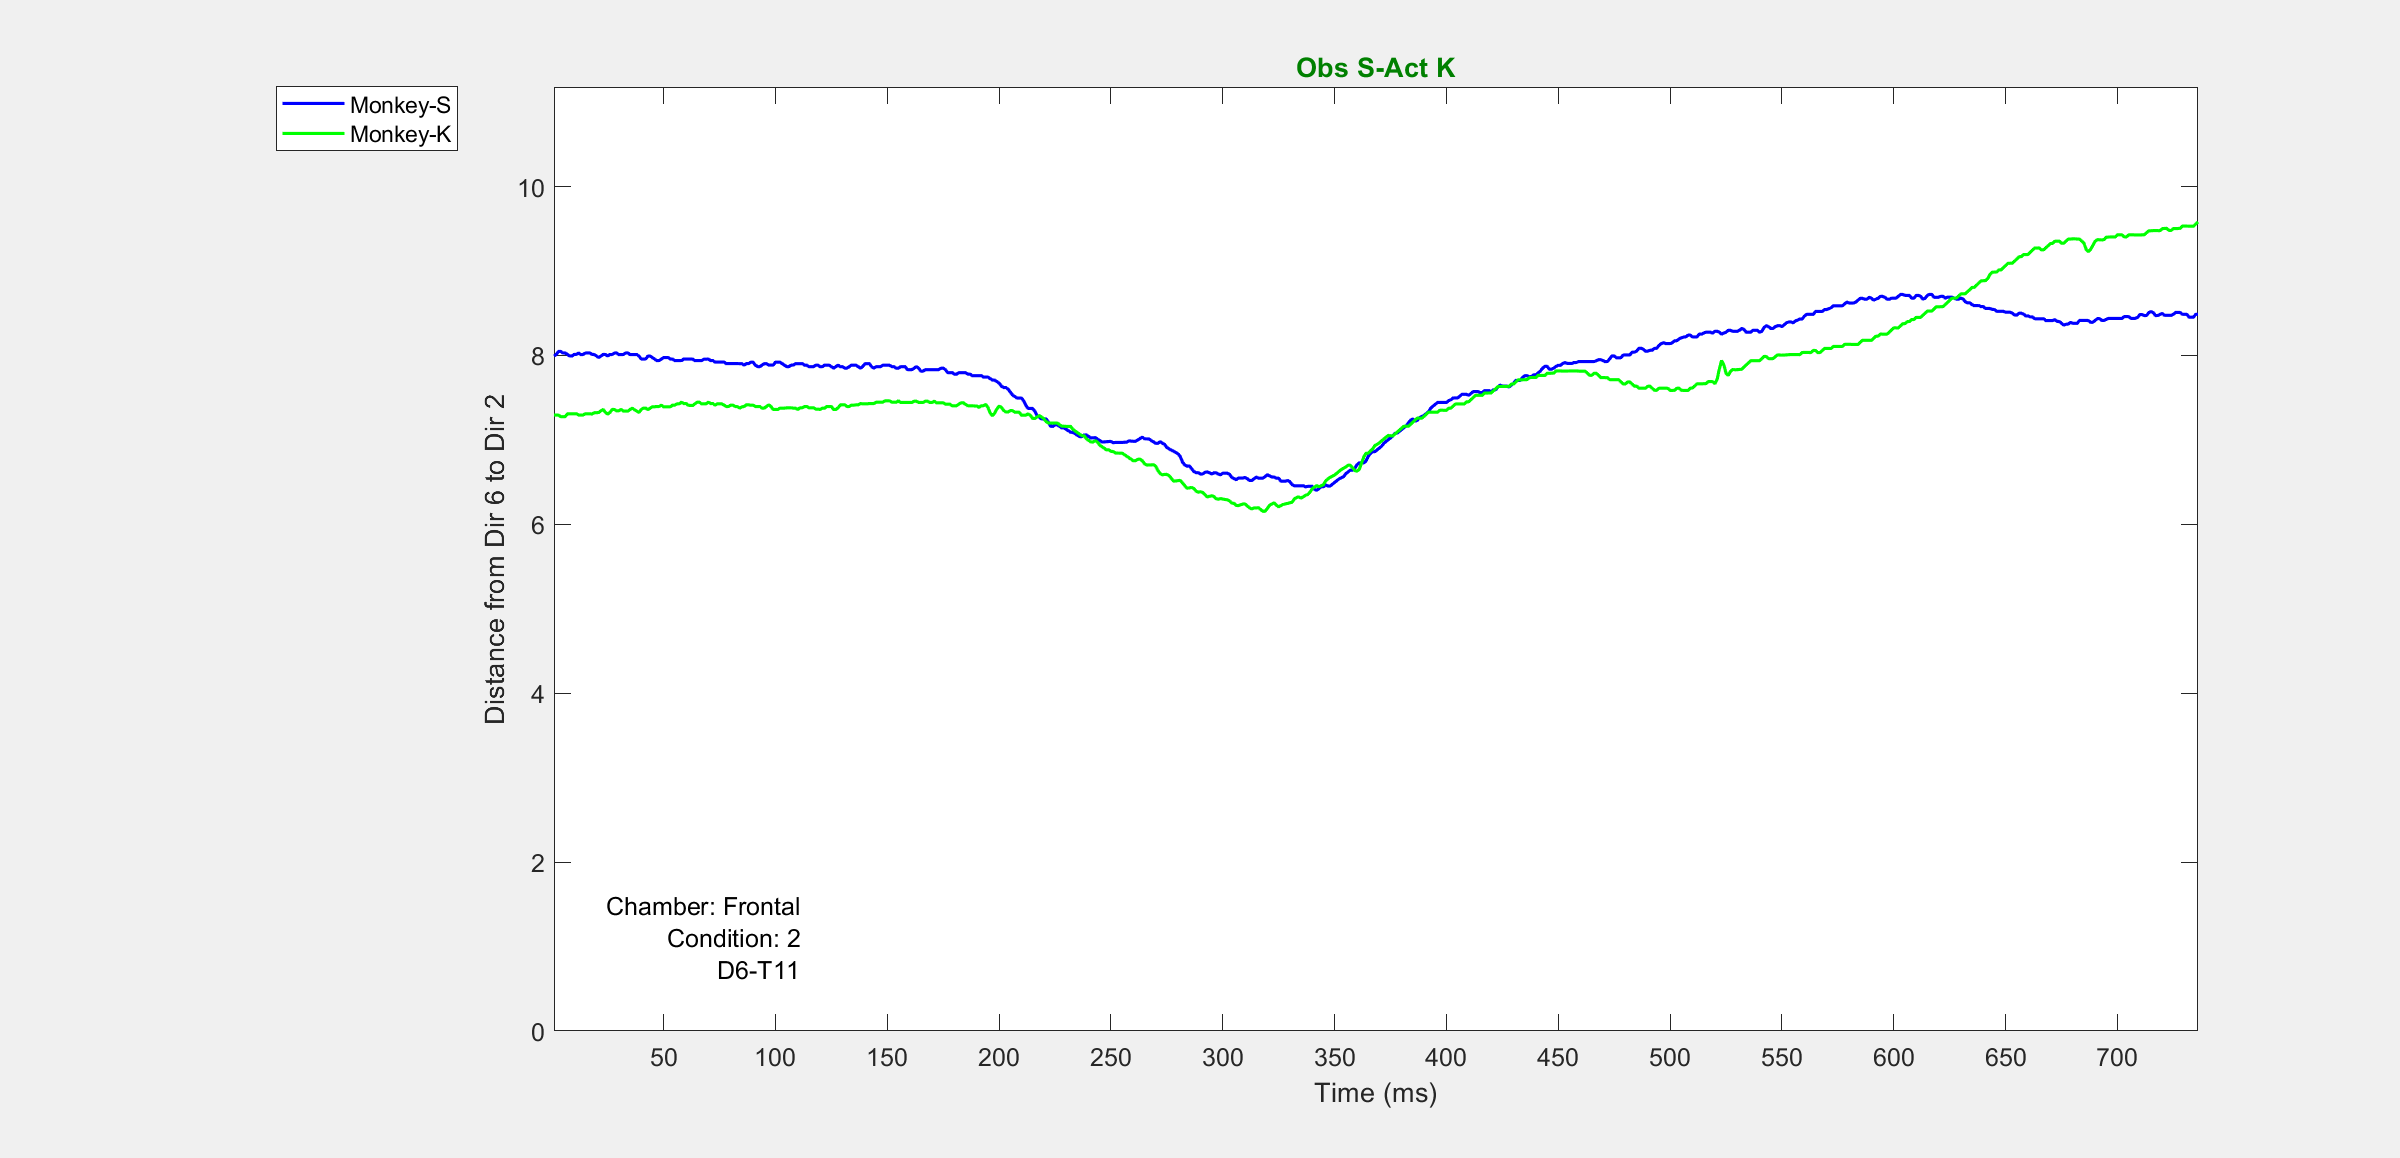 Obs S-Act K
Monkey-S
Monkey-K
Distance from Dir 6 to Dir 2
10
8
6
4
2
0
Chamber: Frontal
Condition: 2
D6-T11
50 100 150 200 250 300 350 400 450 500 550 600 650 700
Time (ms)